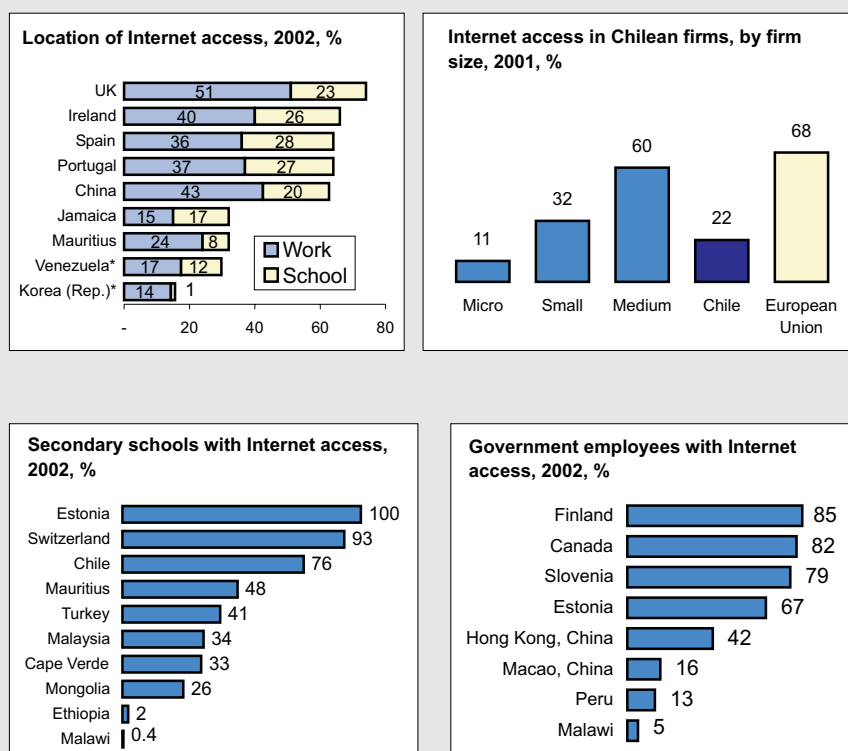 Location of Internet access, 2002, %
UK 51 23
Ireland 40 26
Spain 36 28
Portugal 37 27
China 43 20
Jamaica 15 17
Mauritius 24 8
Venezuela* 17 12
Korea (Rep.)* 14 1
Work
School
- 20 40 60 80
Internet access in Chilean firms, by firm
size, 2001, %
11 32 60 22 68
Micro Small Medium Chile European
Union
Secondary schools with Internet access,
2002, %
Estonia 100
Switzerland 93
Chile 76
Mauritius 48
Turkey 41
Malaysia 34
Cape Verde 33
Mongolia 26
Ethiopia 2
Malawi 0.4
Government employees with Internet
access, 2002, %
Finland 85
Canada 82
Slovenia 79
Estonia 67
Hong Kong, China 42
Macao, China 16
Peru 13
Malawi 5